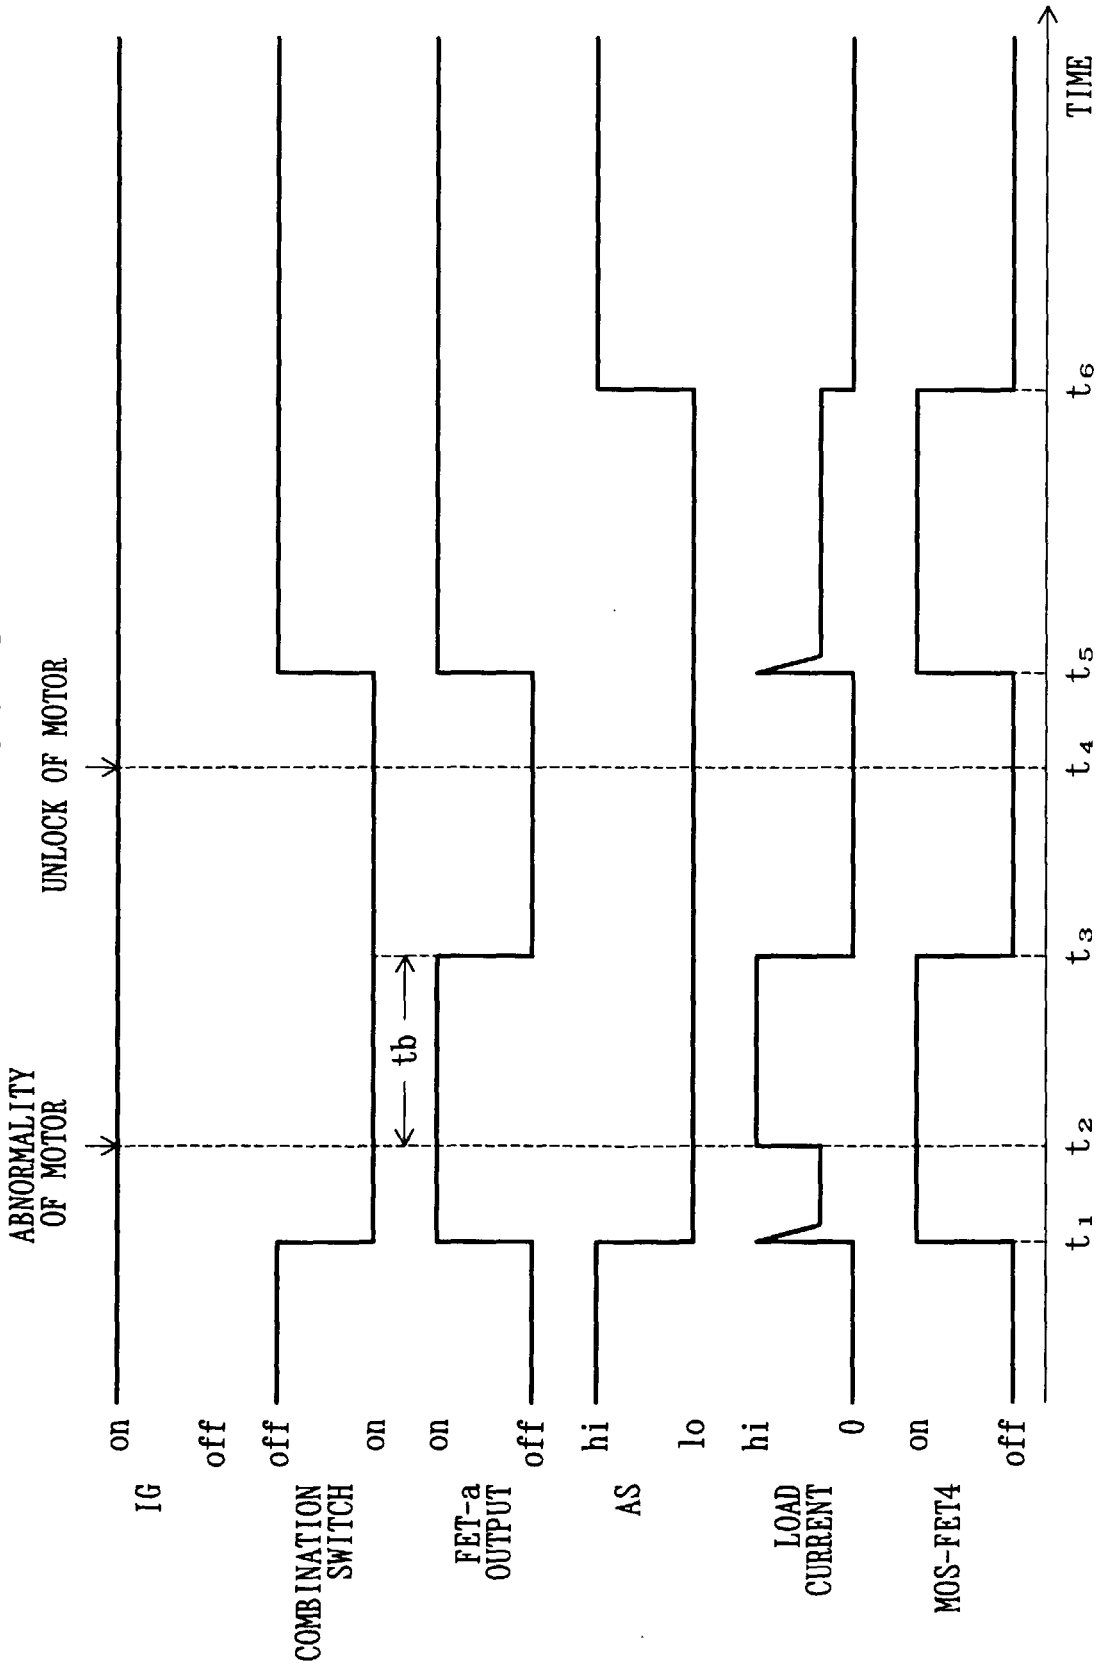 ABNORMALITY
OF MOTOR
UNLOCK OF MOTOR
IG
on
off
COMBINATION
SWITCH
off
on
tb
FET-a
OUTPUT
on
off
AS
hi
lo
LOAD
CURRENT
hi
0
MOS-FET4
on
off
t1
t2
t3
t4
t5
t6
TIME